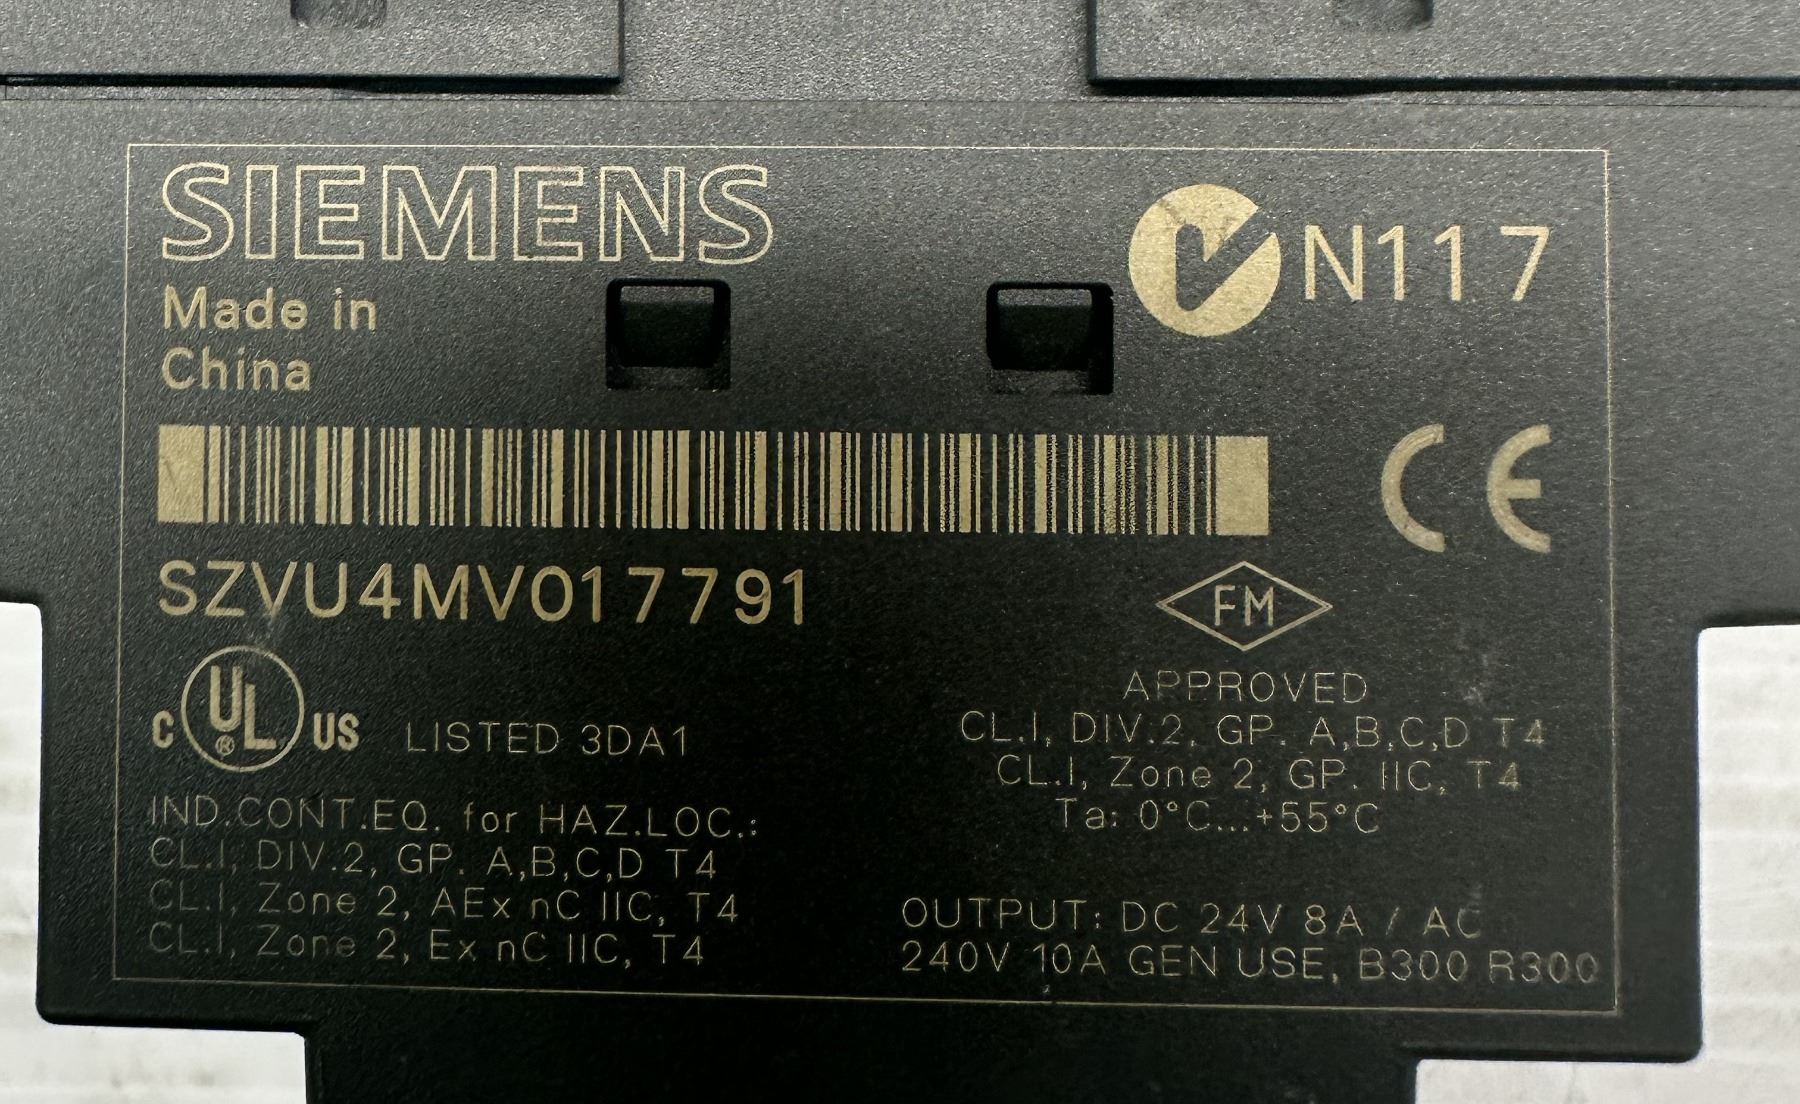 SIEMENS
N117
Made in
China
CE
SZVU4MV017791
FM
APPROVED
CL.I, DIV.2, GP. A,B,C,D T4
CL.I, Zone 2, GP. IIC, T4
Ta: 0°C...+55°C
C UL® US LISTED 3DA1
IND.CONT.EQ. for HAZ.LOC.:
CL.I, DIV.2, GP. A,B,C,D T4
CL.I, Zone 2, AEx nC IIC, T4
CL.I, Zone 2, Ex nC IIC, T4
OUTPUT: DC 24V 8A / AC
240V 10A GEN USE, B300 R300